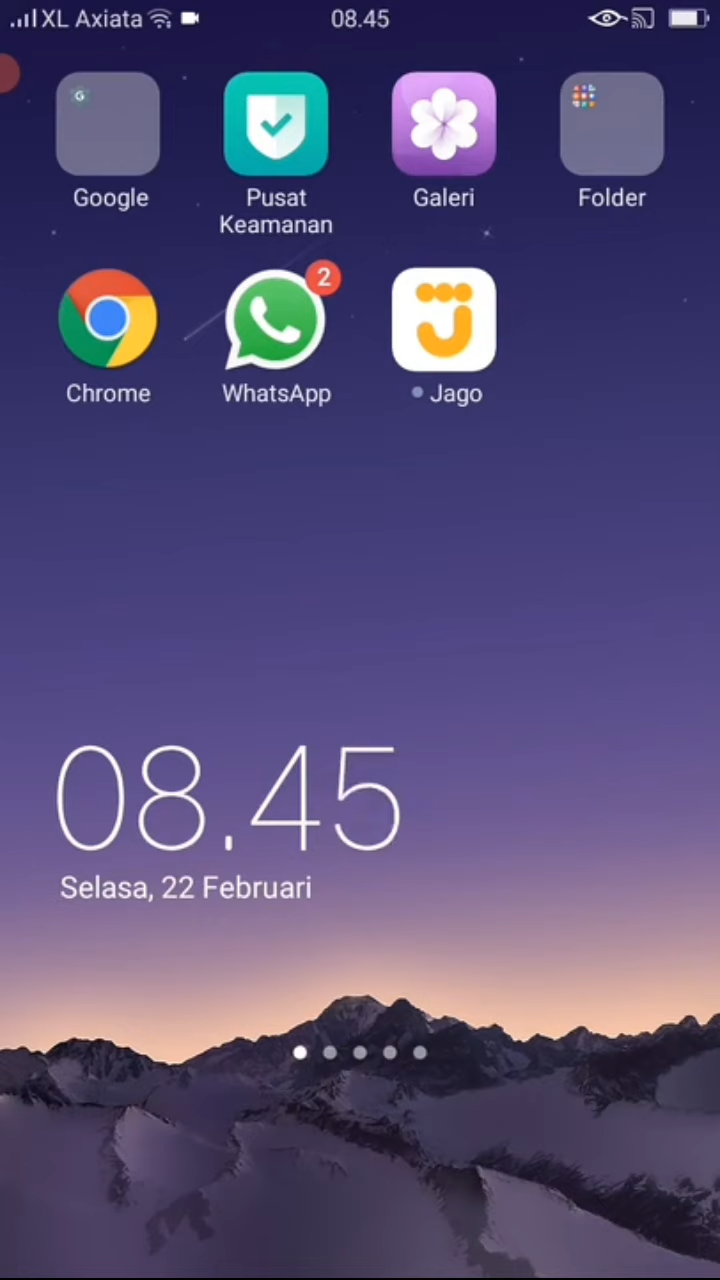 XL Axiata
08.45
Google
Pusat
Keamanan
Galeri
Folder
2
Chrome
WhatsApp
Jago
08.45
Selasa, 22 Februari